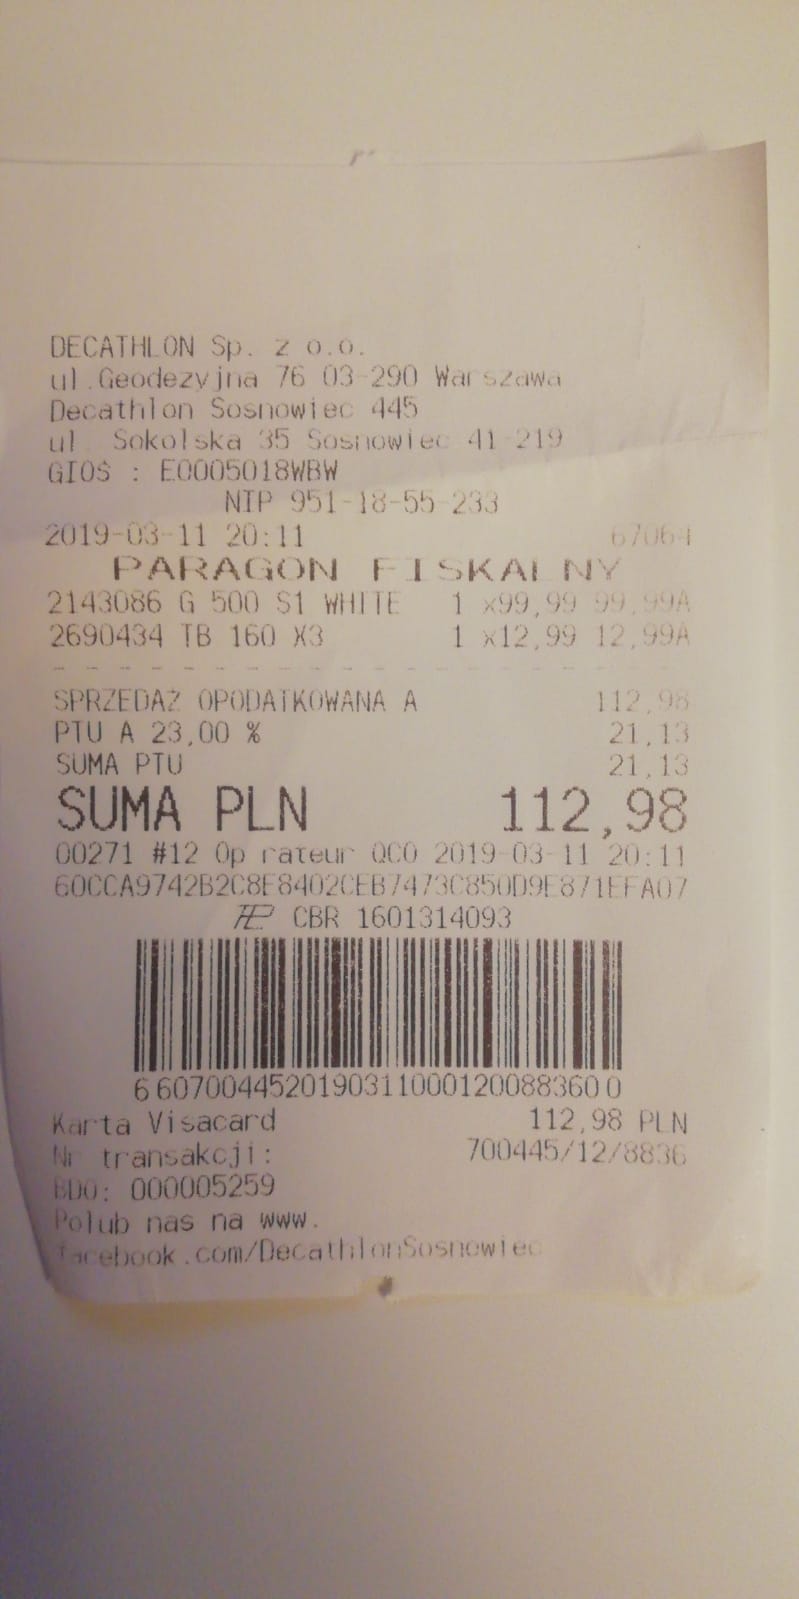 DECATHLON Sp. z o.o.
ul.Geodezyjna 76 03-290 Warszawa
Decathlon Sosnowiec 445
ul. Sokolska 35 Sosnowiec 41-219
GIOS : E0005018WBW
NIP 951-18-55-233
2019-03-11 20:11 67064
PARAGON FISKALNY
2143086 G 500 S1 WHITE 1 x99,99 99,99A
2690434 TB 160 X3 1 x12,99 12,99A
SPRZEDAŻ OPODATKOWANA A 112,98
PTU A 23,00 % 21,13
SUMA PTU 21,13
SUMA PLN 112,98
00271 #12 Op rateur OCO 2019-03-11 20:11
60CCA9742B2C8E8402CEB7473C850D9E871EFA07
CBR 1601314093
6 607004452019031100012008836 0 0
Karta Visacard 112,98 PLN
Nr transakcji: 700445/12/8836
BDO: 000005259
Polub nas na www.
facebook.com/DecathlonSosnowiec